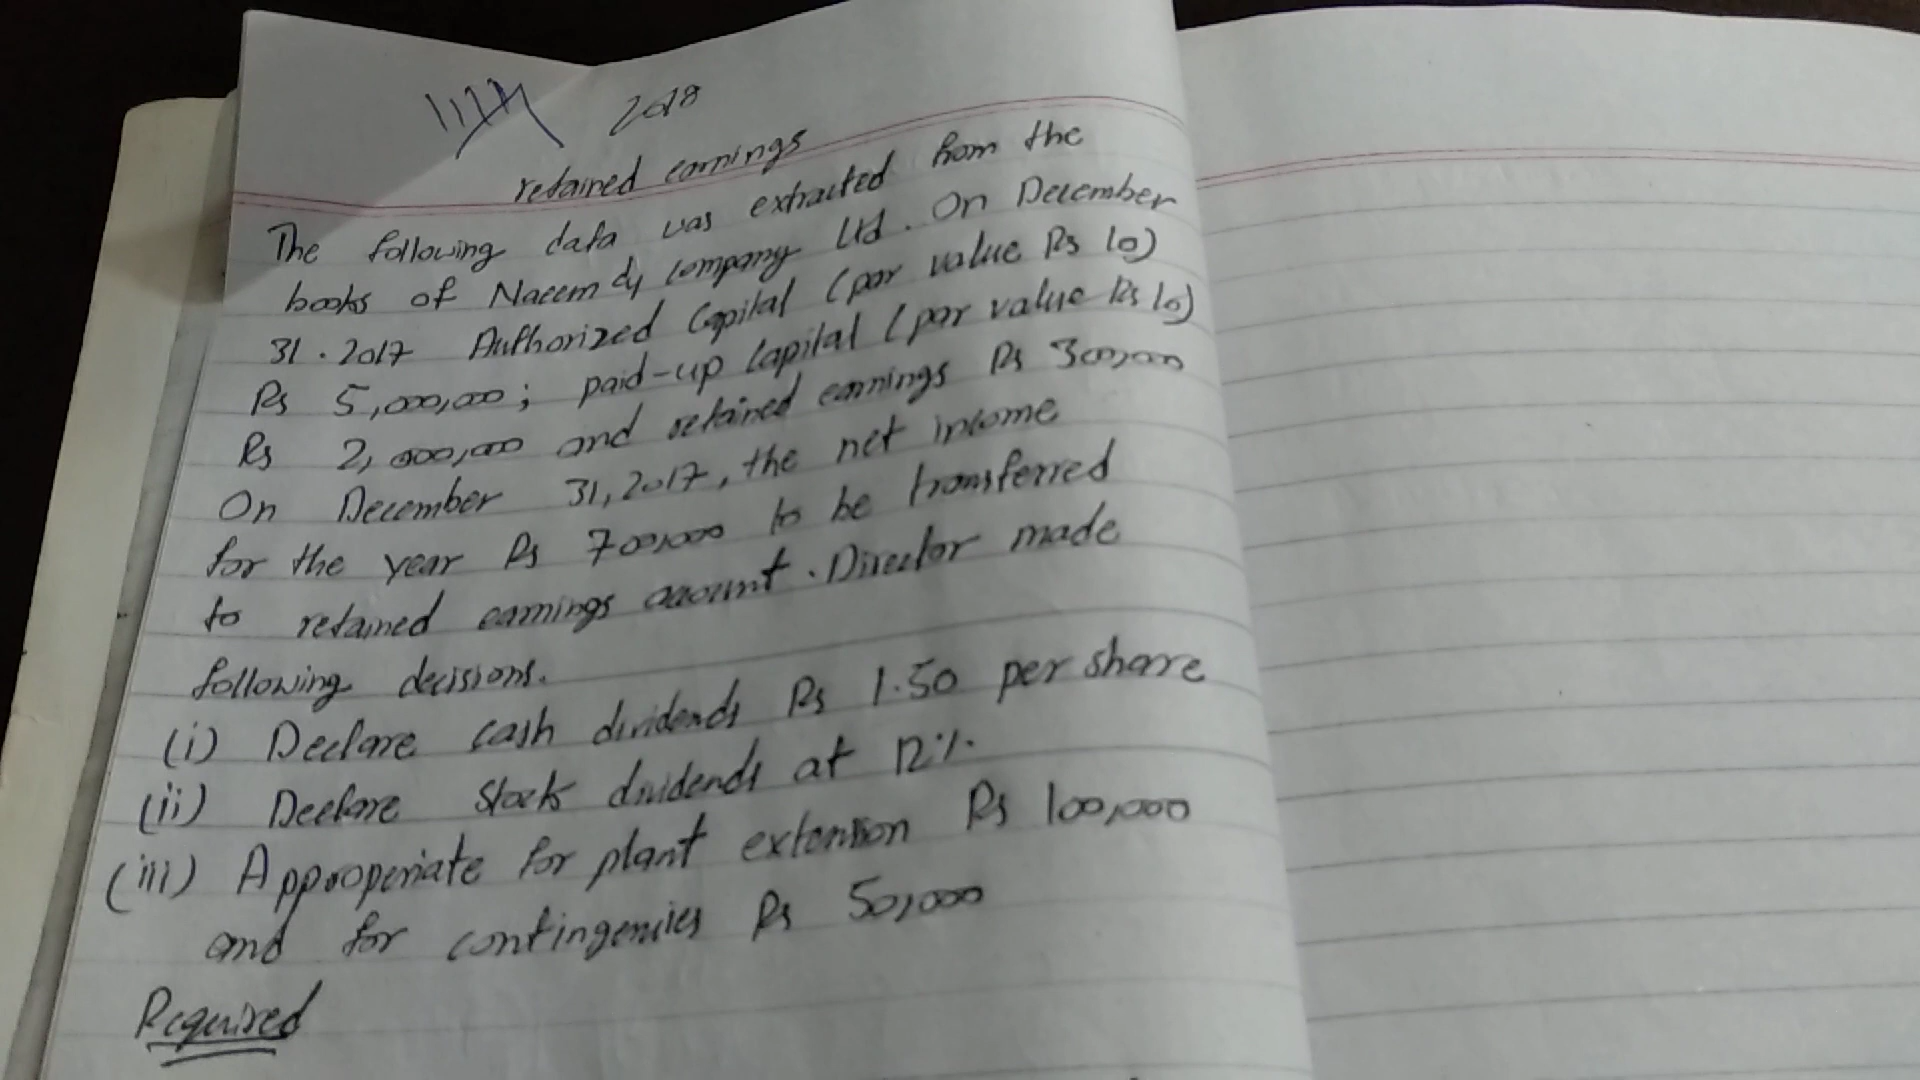 2018
retained earnings
The following data was extracted from the
books of Naeem & company Ltd. On December
31. 2017 Authorized Capital (par value Rs 10)
Rs 5,000,000; paid-up Capital (par value Rs 10)
Rs 2,000,000 and retained earnings Rs 300,000
On December 31, 2017, the net income
for the year Rs 700,000 to be transferred
to retained earnings account. Director made
following decisions.
(i) Declare cash dividends Rs 1.50 per share
(ii) Declare Stock dividends at 12%.
(iii) Appropriate for plant extension Rs 100,000
and for contingencies Rs 50,000
Required